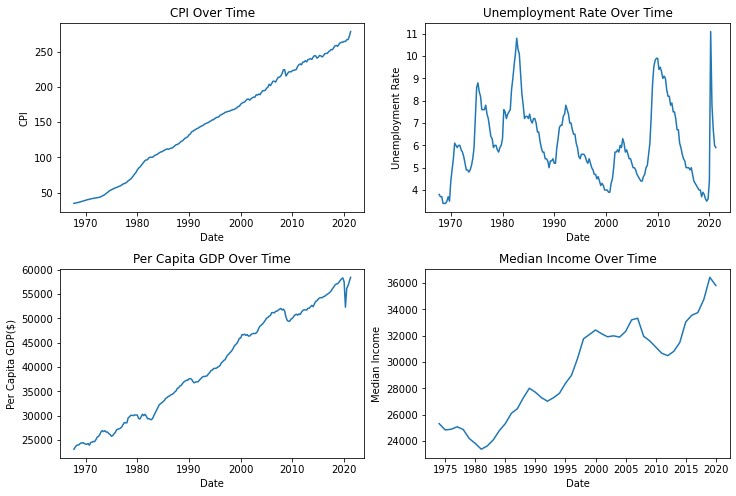 CPI Over Time
250
200
150
100
50
CPI
1970 1980 1990 2000 2010 2020
Date
Unemployment Rate Over Time
11
10
9
8
7
6
5
4
Unemployment Rate
1970 1980 1990 2000 2010 2020
Date
Per Capita GDP Over Time
60000
55000
50000
45000
40000
35000
30000
25000
Per Capita GDP($)
1970 1980 1990 2000 2010 2020
Date
Median Income Over Time
36000
34000
32000
30000
28000
26000
24000
Median Income
1975 1980 1985 1990 1995 2000 2005 2010 2015 2020
Date